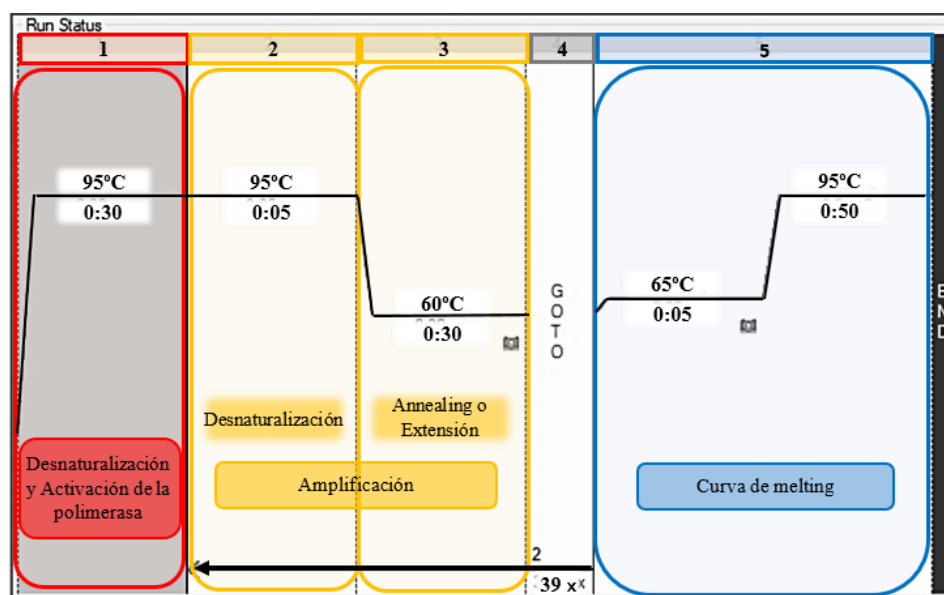 Run Status
1
2
3
4
5
95ºC
0:30
95ºC
0:05
60ºC
0:30
G
O
T
O
65ºC
0:05
95ºC
0:50
E
N
D
Desnaturalización
Annealing o
Extensión
Desnaturalización
y Activación de la
polimerasa
Amplificación
Curva de melting
2
39 x